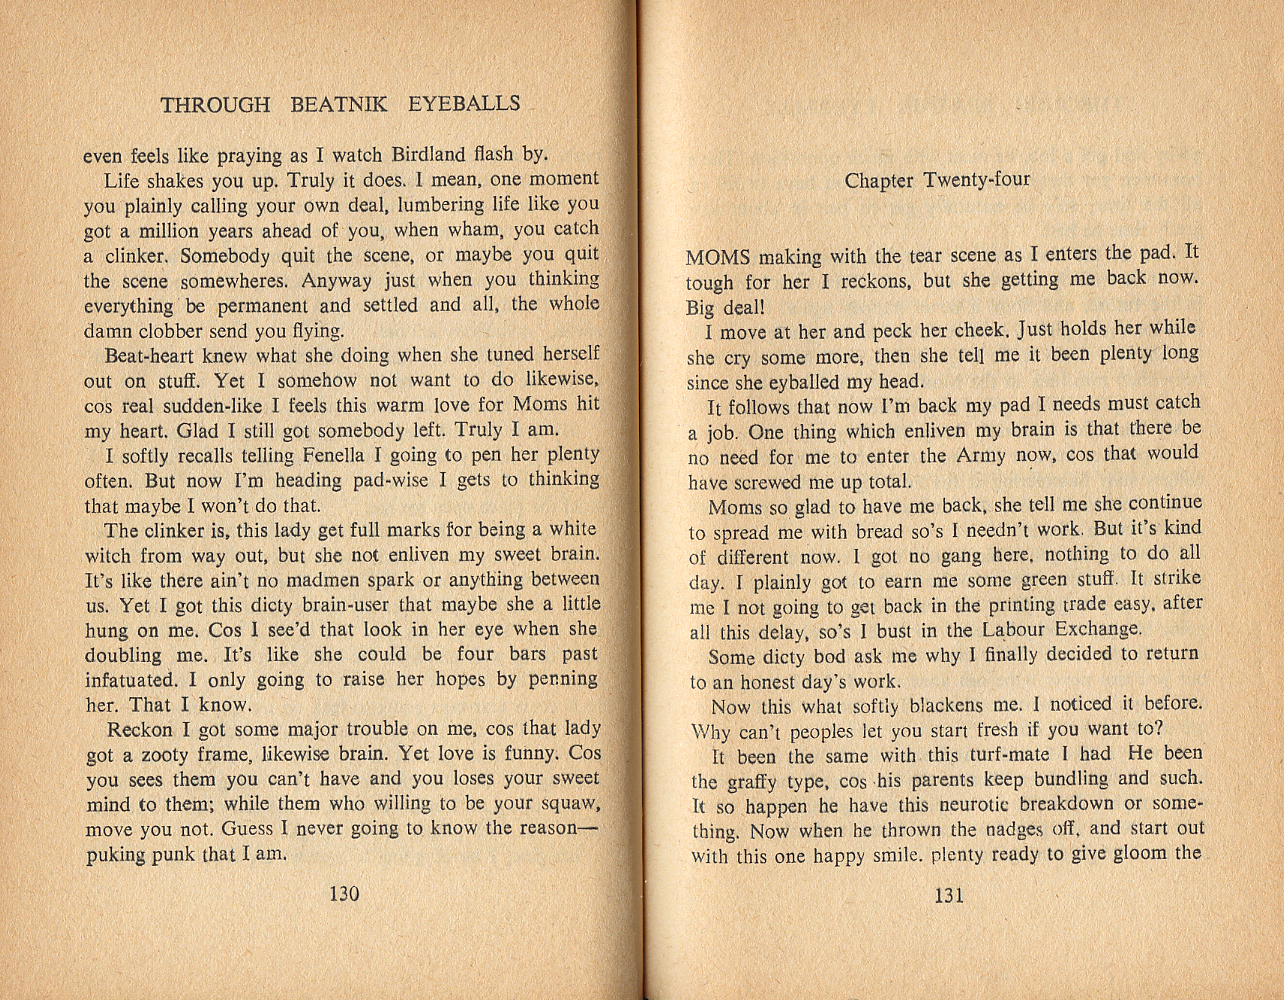 THROUGH BEATNIK EYEBALLS
even feels like praying as I watch Birdland flash by.
Life shakes you up. Truly it does. I mean, one moment
you plainly calling your own deal, lumbering life like you
got a million years ahead of you, when wham, you catch
a clinker. Somebody quit the scene, or maybe you quit
the scene somewheres. Anyway just when you thinking
everything be permanent and settled and all, the whole
damn clobber send you flying.
Beat-heart knew what she doing when she tuned herself
out on stuff. Yet I somehow not want to do likewise,
cos real sudden-like I feels this warm love for Moms hit
my heart. Glad I still got somebody left. Truly I am.
I softly recalls telling Fenella I going to pen her plenty
often. But now I'm heading pad-wise I gets to thinking
that maybe I won't do that.
The clinker is, this lady get full marks for being a white
witch from way out, but she not enliven my sweet brain.
It's like there ain't no madmen spark or anything between
us. Yet I got this dicty brain-user that maybe she a little
hung on me. Cos I see'd that look in her eye when she
doubling me. It's like she could be four bars past
infatuated. I only going to raise her hopes by penning
her. That I know.
Reckon I got some major trouble on me, cos that lady
got a zooty frame, likewise brain. Yet love is funny. Cos
you sees them you can't have and you loses your sweet
mind to them; while them who willing to be your squaw,
move you not. Guess I never going to know the reason—
puking punk that I am.
130
Chapter Twenty-four
MOMS making with the tear scene as I enters the pad. It
tough for her I reckons, but she getting me back now.
Big deal!
I move at her and peck her cheek. Just holds her while
she cry some more, then she tell me it been plenty long
since she eyballed my head.
It follows that now I'm back my pad I needs must catch
a job. One thing which enliven my brain is that there be
no need for me to enter the Army now, cos that would
have screwed me up total.
Moms so glad to have me back, she tell me she continue
to spread me with bread so's I needn't work. But it's kind
of different now. I got no gang here, nothing to do all
day. I plainly got to earn me some green stuff. It strike
me I not going to get back in the printing trade easy, after
all this delay, so's I bust in the Labour Exchange.
Some dicty bod ask me why I finally decided to return
to an honest day's work.
Now this what softly blackens me. I noticed it before.
Why can't peoples let you start fresh if you want to?
It been the same with this turf-mate I had He been
the graffy type, cos his parents keep bundling and such.
It so happen he have this neurotic breakdown or some-
thing. Now when he thrown the nadges off, and start out
with this one happy smile. plenty ready to give gloom the
131